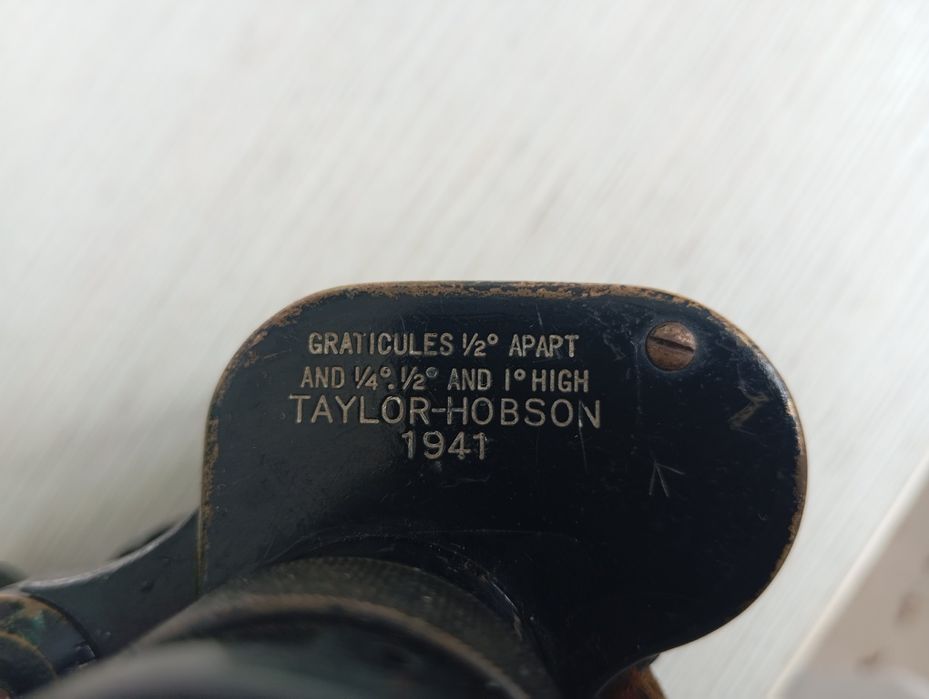 GRATICULES ½° APART
AND ¼°. ½° AND 1° HIGH
TAYLOR-HOBSON
1941